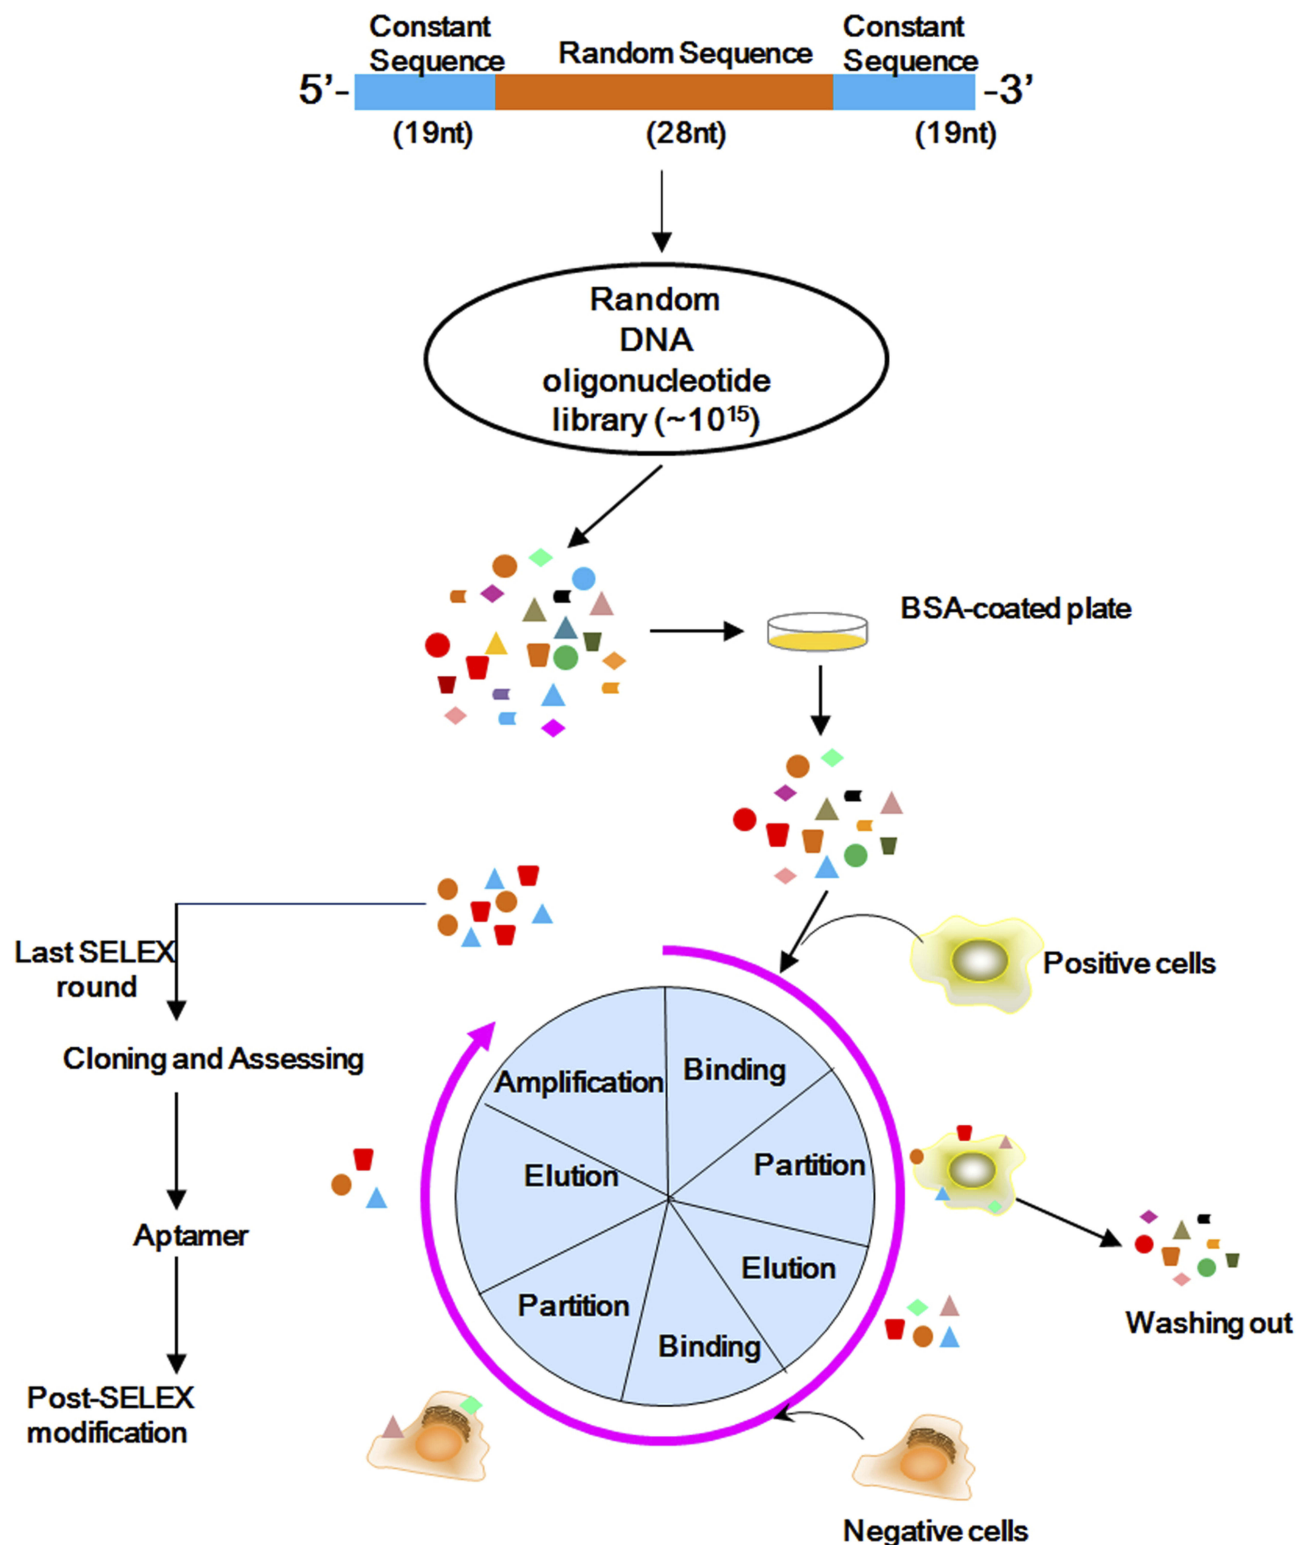 Constant
Sequence
Random Sequence
Constant
Sequence
5’-
-3’
(19nt)
(28nt)
(19nt)
Random
DNA
oligonucleotide
library (~10¹⁵)
BSA-coated plate
Positive cells
Last SELEX
round
Cloning and Assessing
Amplification
Binding
Partition
Elution
Elution
Partition
Binding
Aptamer
Washing out
Post-SELEX
modification
Negative cells